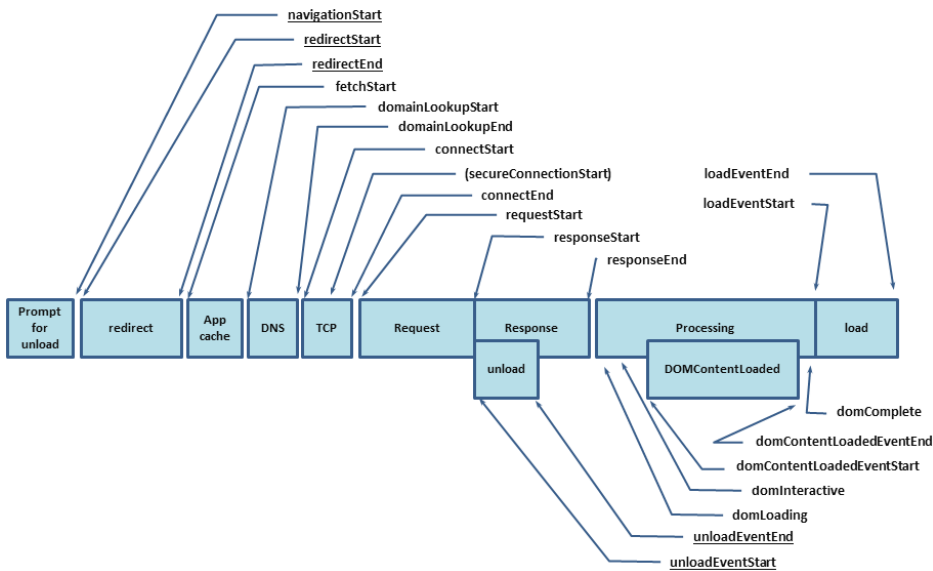 navigationStart
redirectStart
redirectEnd
fetchStart
domainLookupStart
domainLookupEnd
connectStart
(secureConnectionStart)
loadEventEnd
connectEnd
loadEventStart
requestStart
responseStart
responseEnd
Prompt
for
unload
redirect
App
cache
DNS
TCP
Request
Response
Processing
load
unload
DOMContentLoaded
domComplete
domContentLoadedEventEnd
domContentLoadedEventStart
domInteractive
domLoading
unloadEventEnd
unloadEventStart